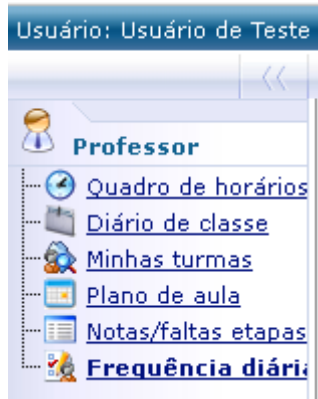 Usuário: Usuário de Teste
Professor
Quadro de horários
Diário de classe
Minhas turmas
Plano de aula
Notas/faltas etapas
Frequência diári